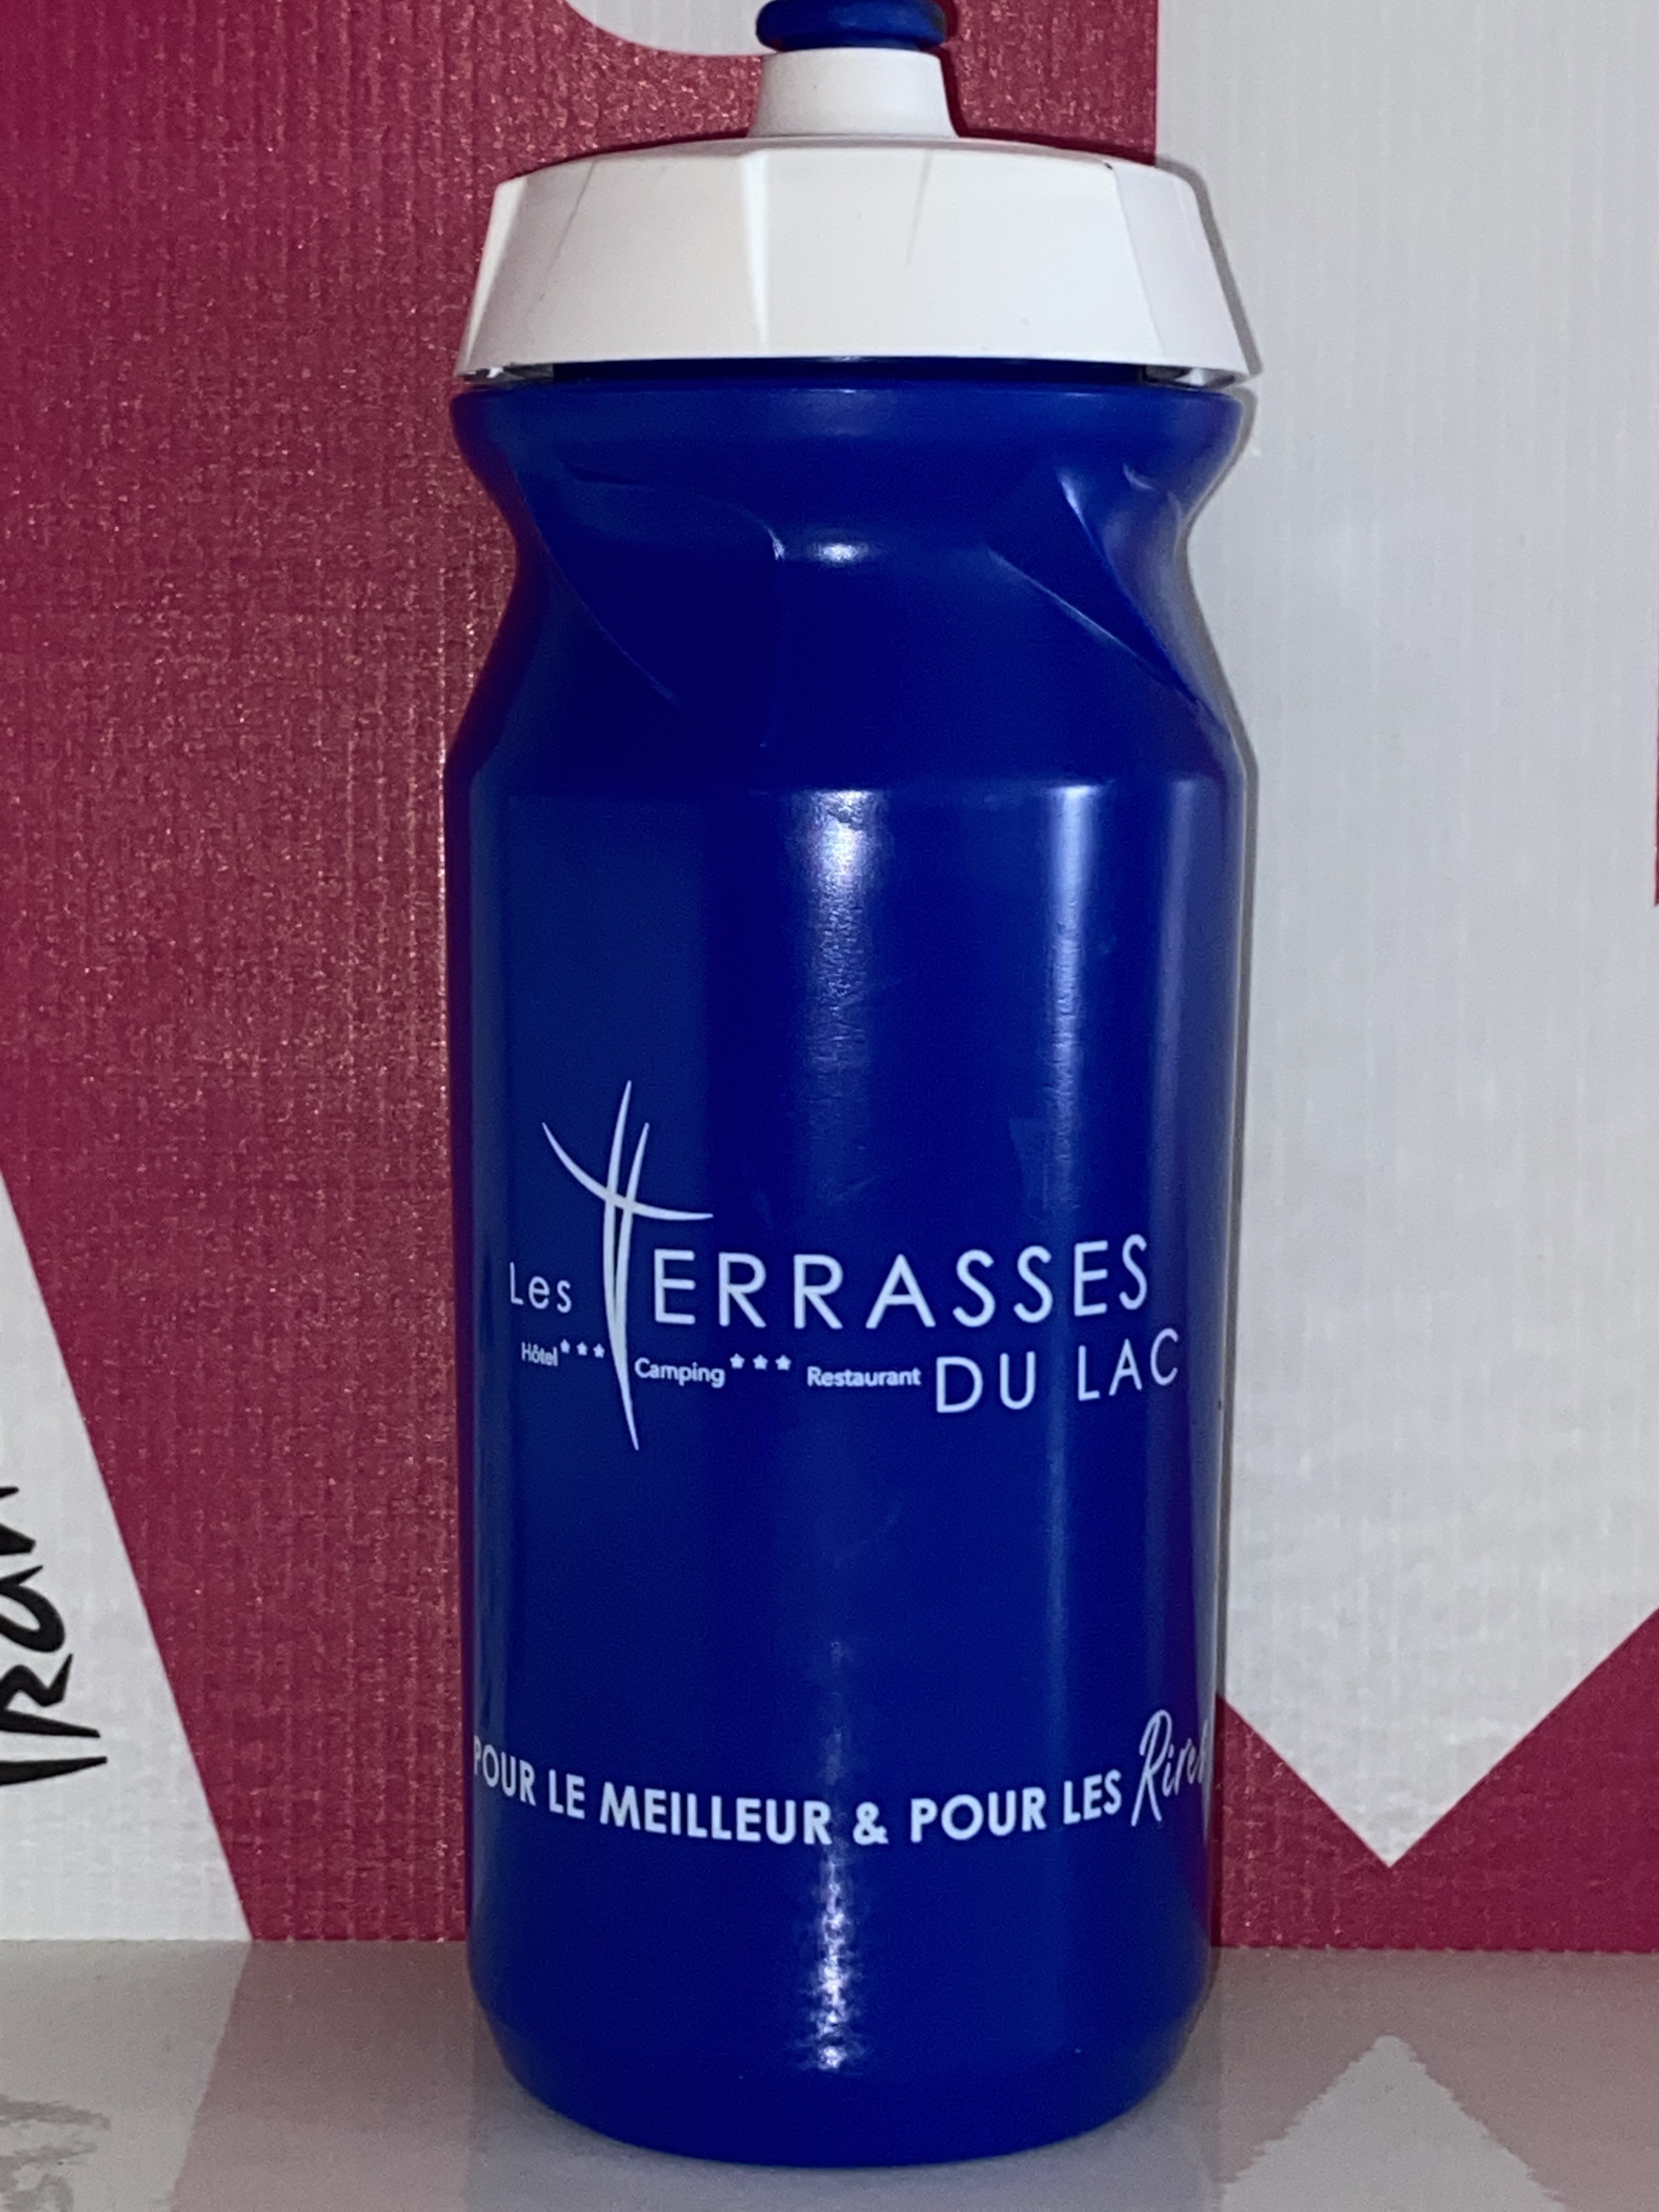 Les TERRASSES
Hôtel*** Camping*** Restaurant DU LAC
POUR LE MEILLEUR & POUR LES